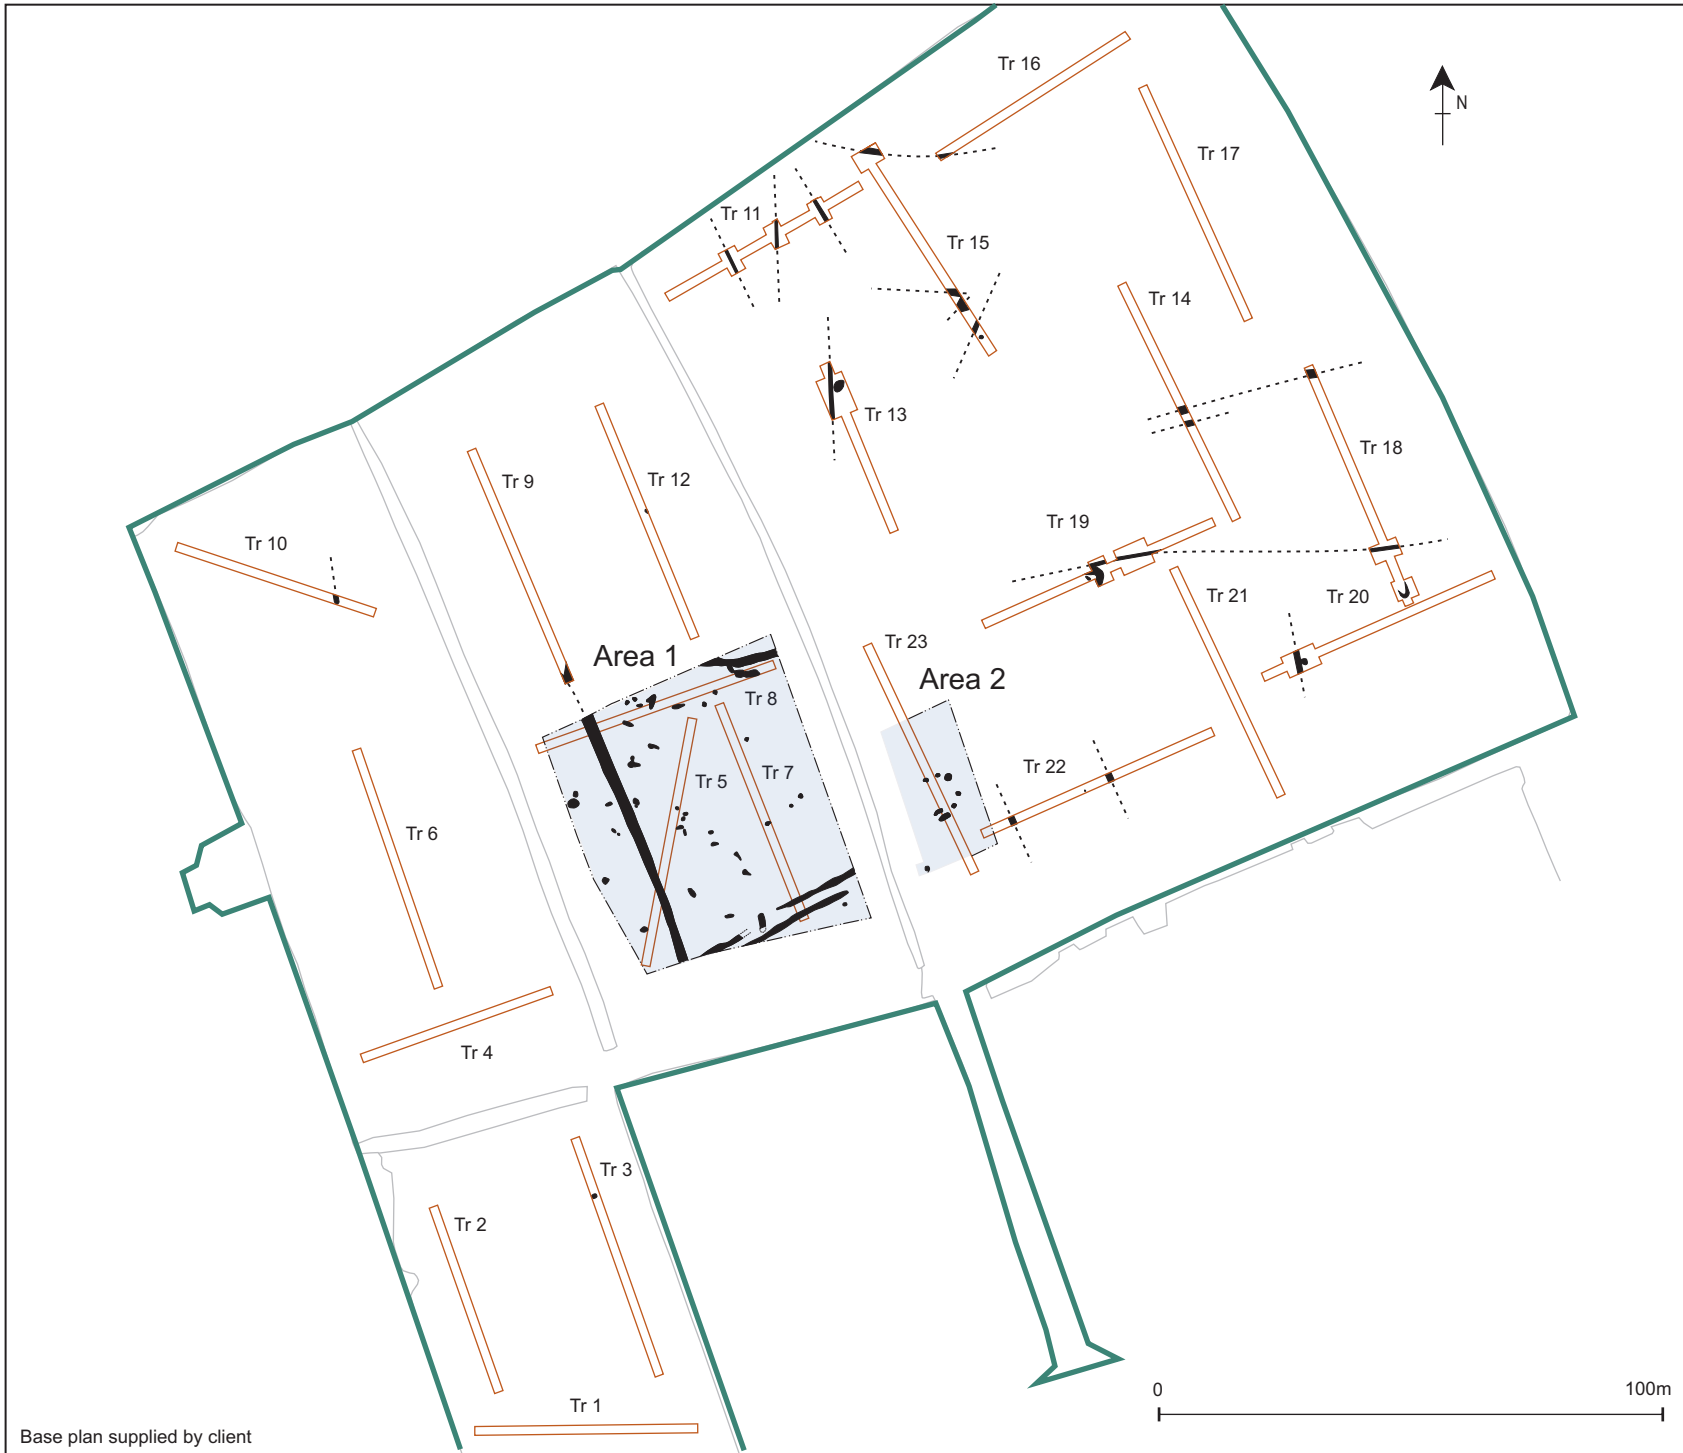 Tr 16
N
Tr 17
Tr 11
Tr 15
Tr 14
Tr 13
Tr 18
Tr 9
Tr 12
Tr 19
Tr 10
Tr 21
Tr 20
Tr 23
Area 1
Area 2
Tr 8
Tr 22
Tr 5
Tr 7
Tr 6
Tr 4
Tr 3
Tr 2
0
100m
Tr 1
Base plan supplied by client